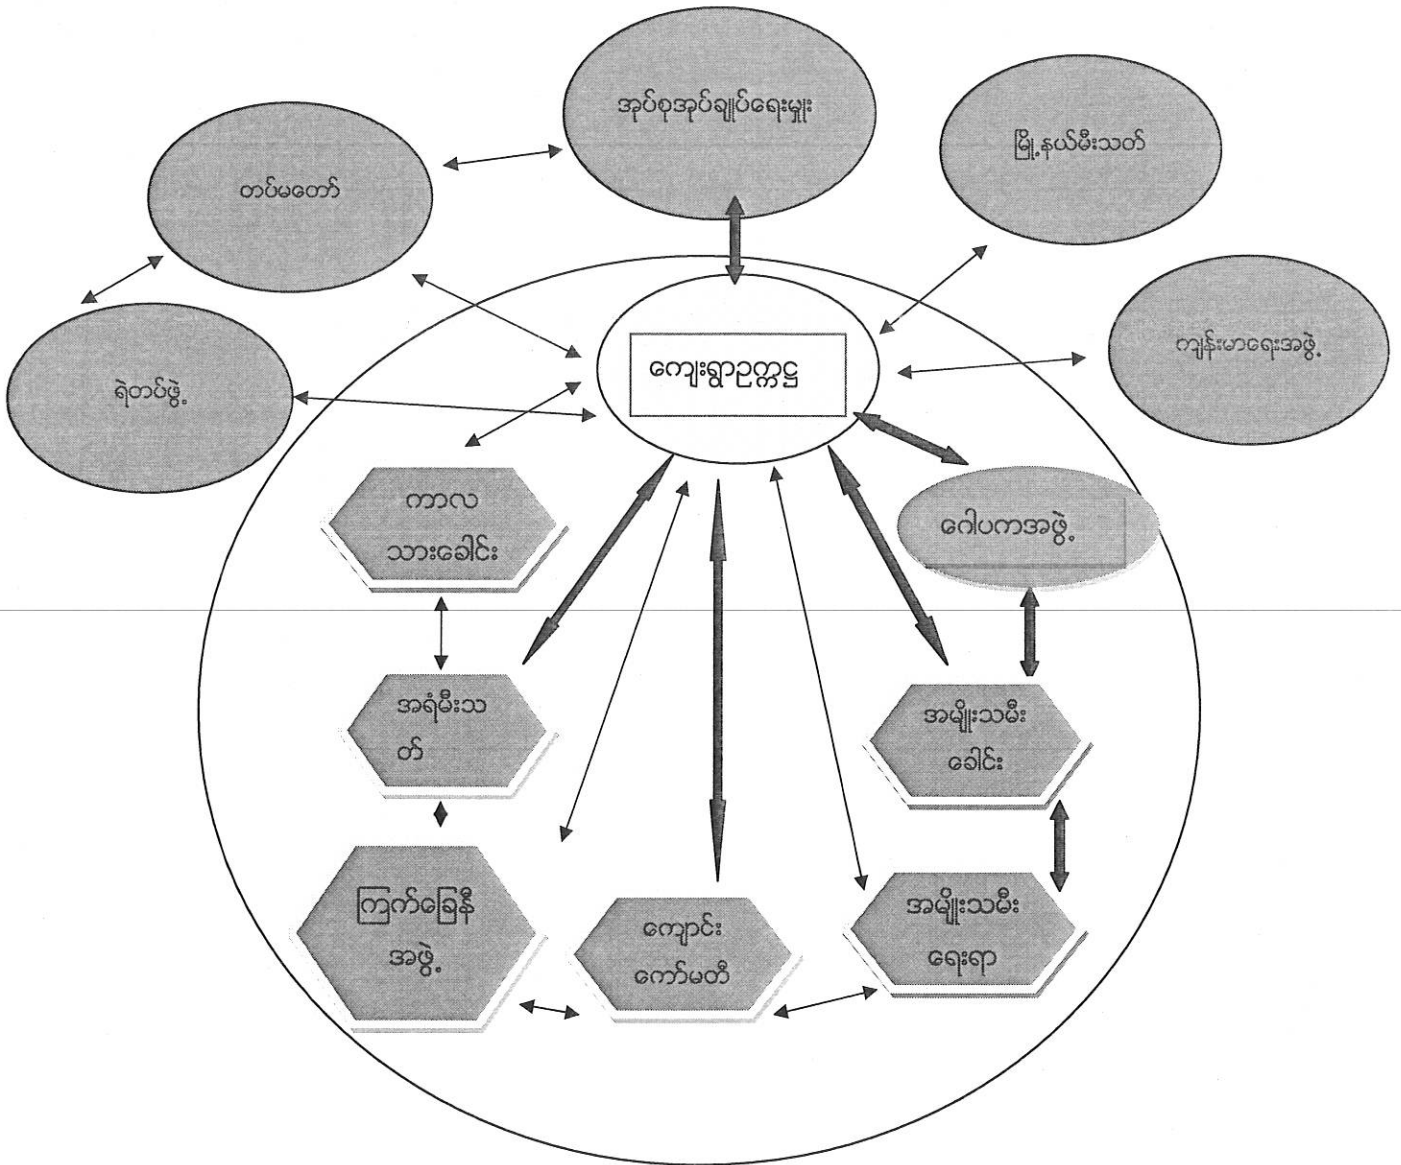 အုပ်စုအုပ်ချုပ်ရေးမှုး
မြို့နယ်မီးသတ်
တပ်မတော်
ကျန်းမာရေးအဖွဲ့
ရဲတပ်ဖွဲ့
ကျေးရွာဥက္ကဋ္ဌ
ကာလ
သားခေါင်း
ဂေါပကအဖွဲ့
အရံမီးသ
တ်
အမျိုးသမီး
ခေါင်း
ကြက်ခြေနီ
အဖွဲ့
ကျောင်း
ကော်မတီ
အမျိုးသမီး
ရေးရာ